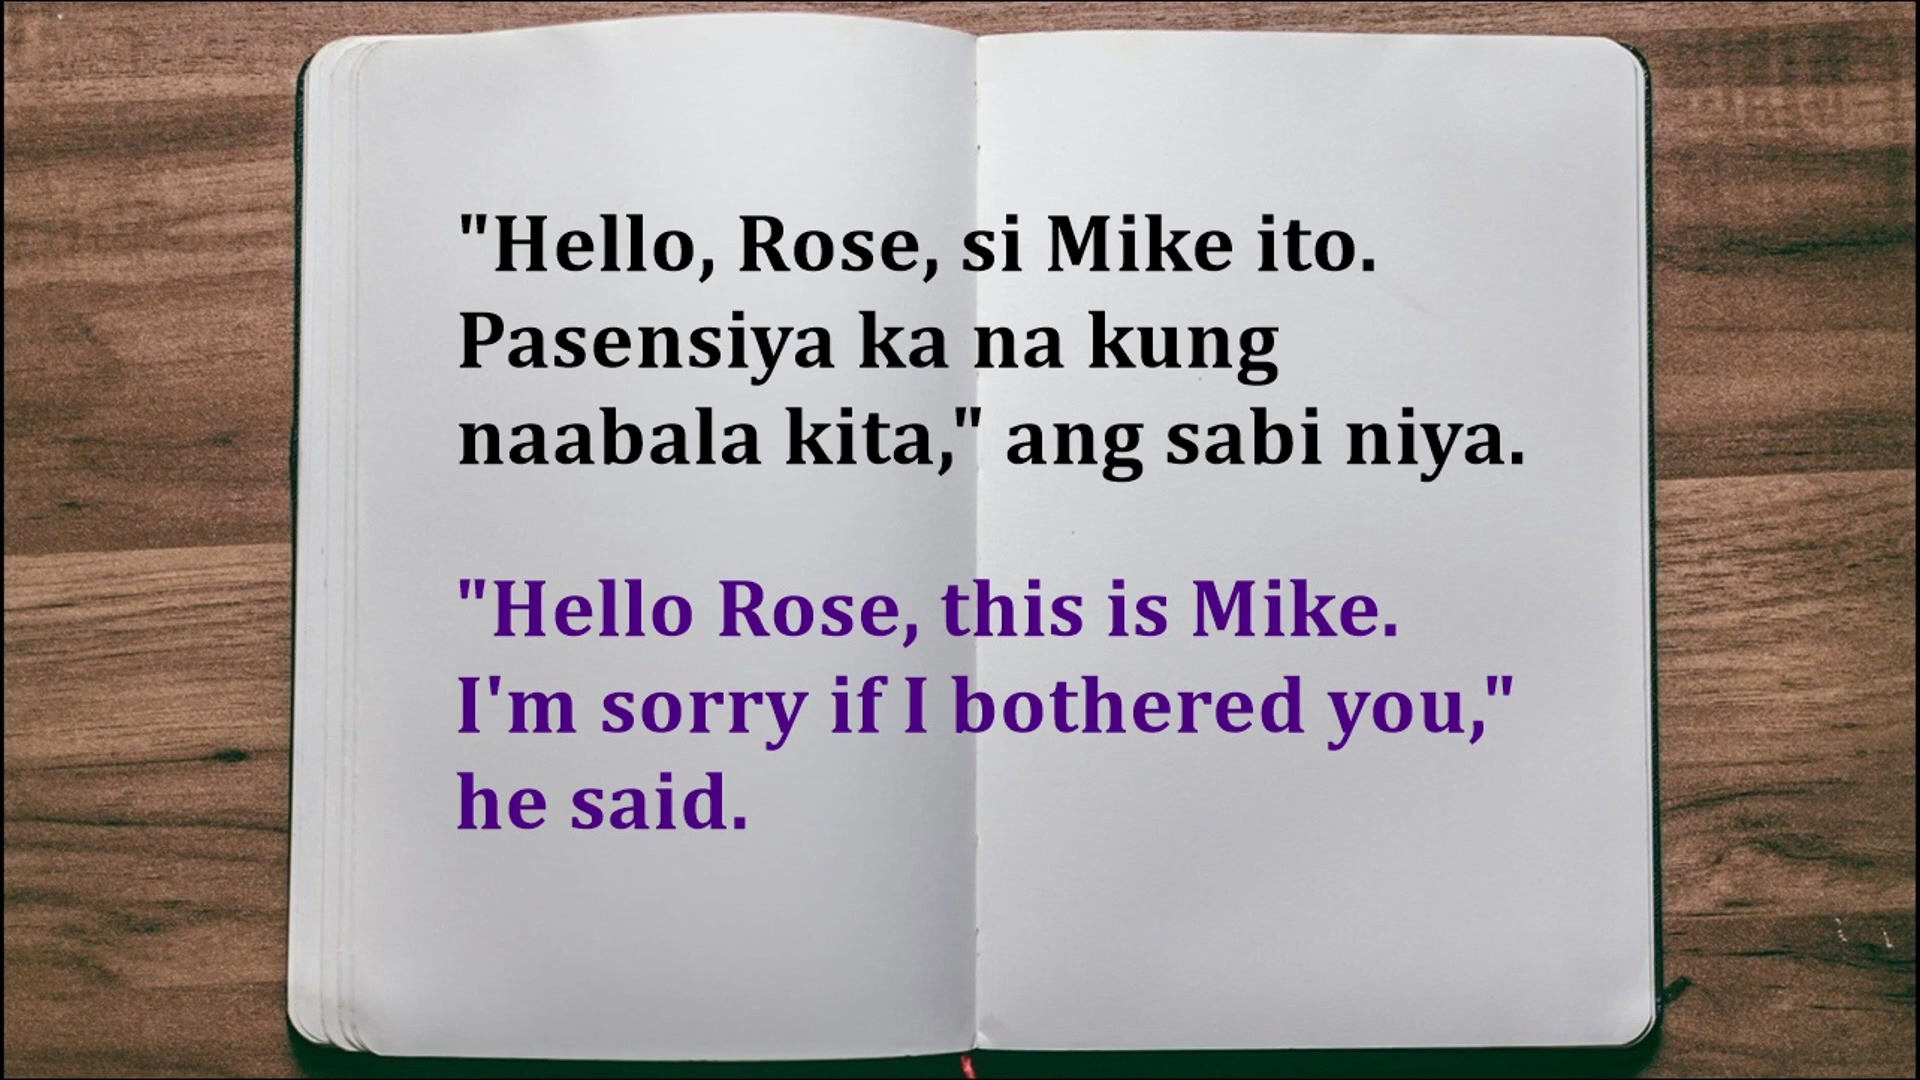 "Hello, Rose, si Mike ito.
Pasensiya ka na kung
naabala kita," ang sabi niya.
"Hello Rose, this is Mike.
I'm sorry if I bothered you,"
he said.